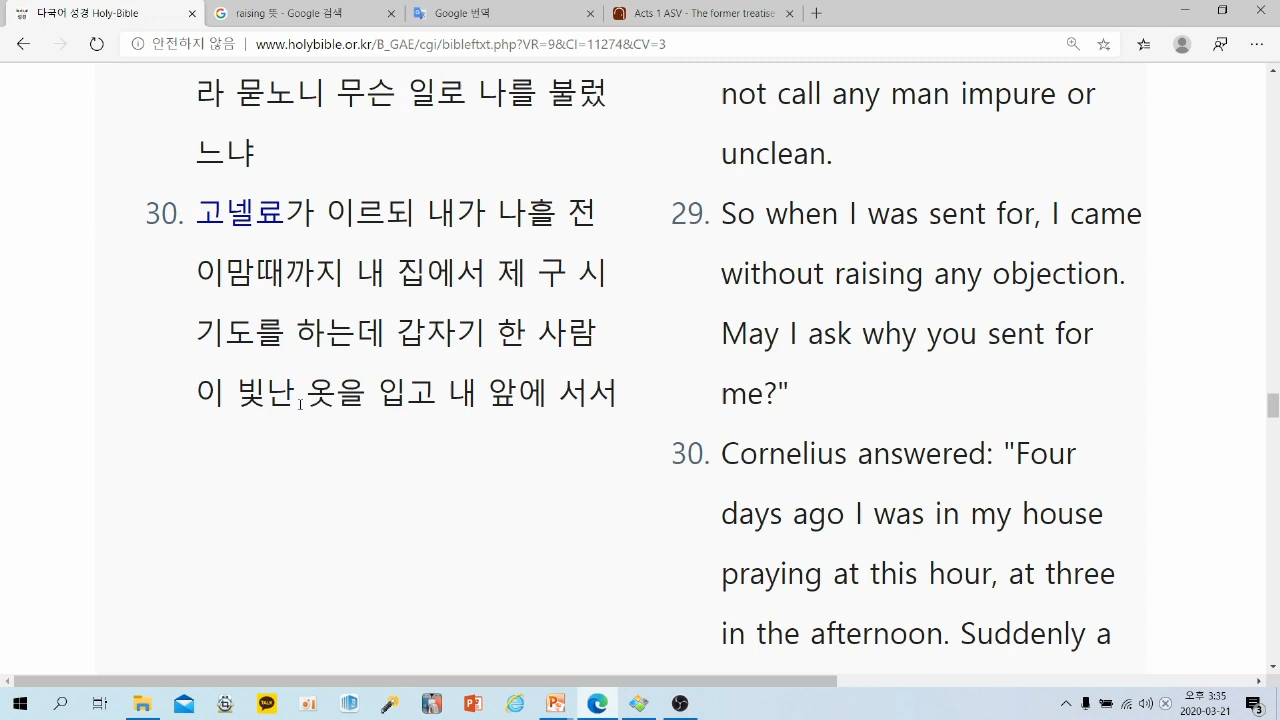 다국어 성경 Holy-Bible
raising 뜻 - Google 검색
Google 번역
Acts 1 ASV - The former treatise
안전하지 않음
www.holybible.or.kr/B_GAE/cgi/bibleftxt.php?VR=9&CI=11274&CV=3
라 묻노니 무슨 일로 나를 불렀
느냐
30. 고넬료가 이르되 내가 나흘 전
이맘때까지 내 집에서 제 구 시
기도를 하는데 갑자기 한 사람
이 빛난 옷을 입고 내 앞에 서서
not call any man impure or
unclean.
29. So when I was sent for, I came
without raising any objection.
May I ask why you sent for
me?"
30. Cornelius answered: "Four
days ago I was in my house
praying at this hour, at three
in the afternoon. Suddenly a
TALK
오후 3:35
2020-03-21
3